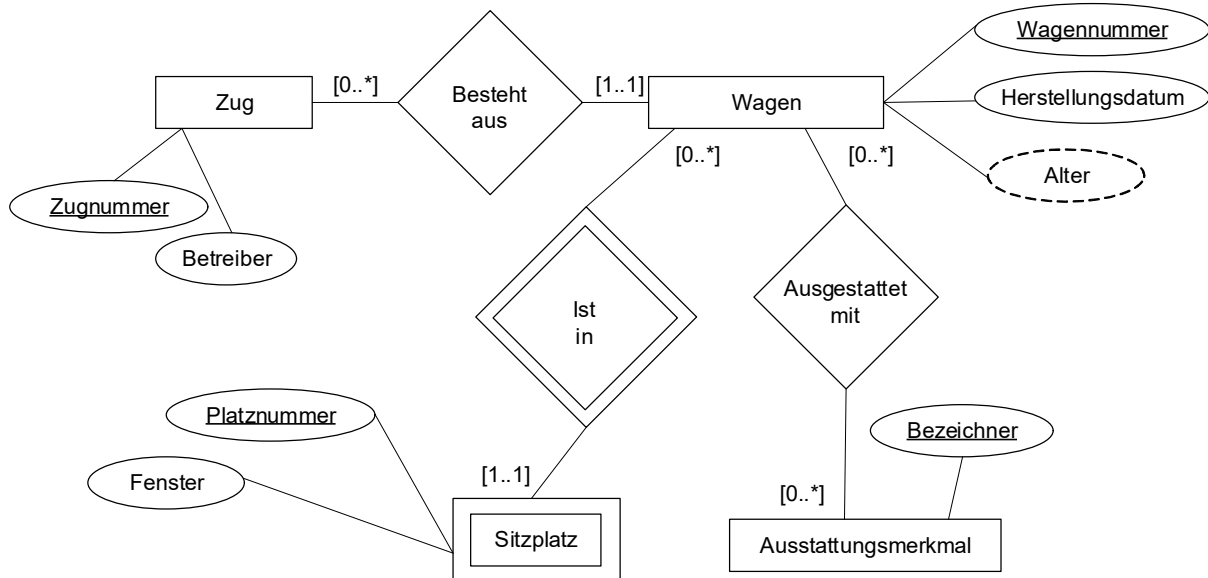 Wagennummer
[0..*]
[1..1]
Zug
Besteht
aus
Wagen
Herstellungsdatum
[0..*]
[0..*]
Alter
Zugnummer
Betreiber
Ausgestattet
mit
Ist
in
Platznummer
Bezeichner
Fenster
[1..1]
[0..*]
Sitzplatz
Ausstattungsmerkmal